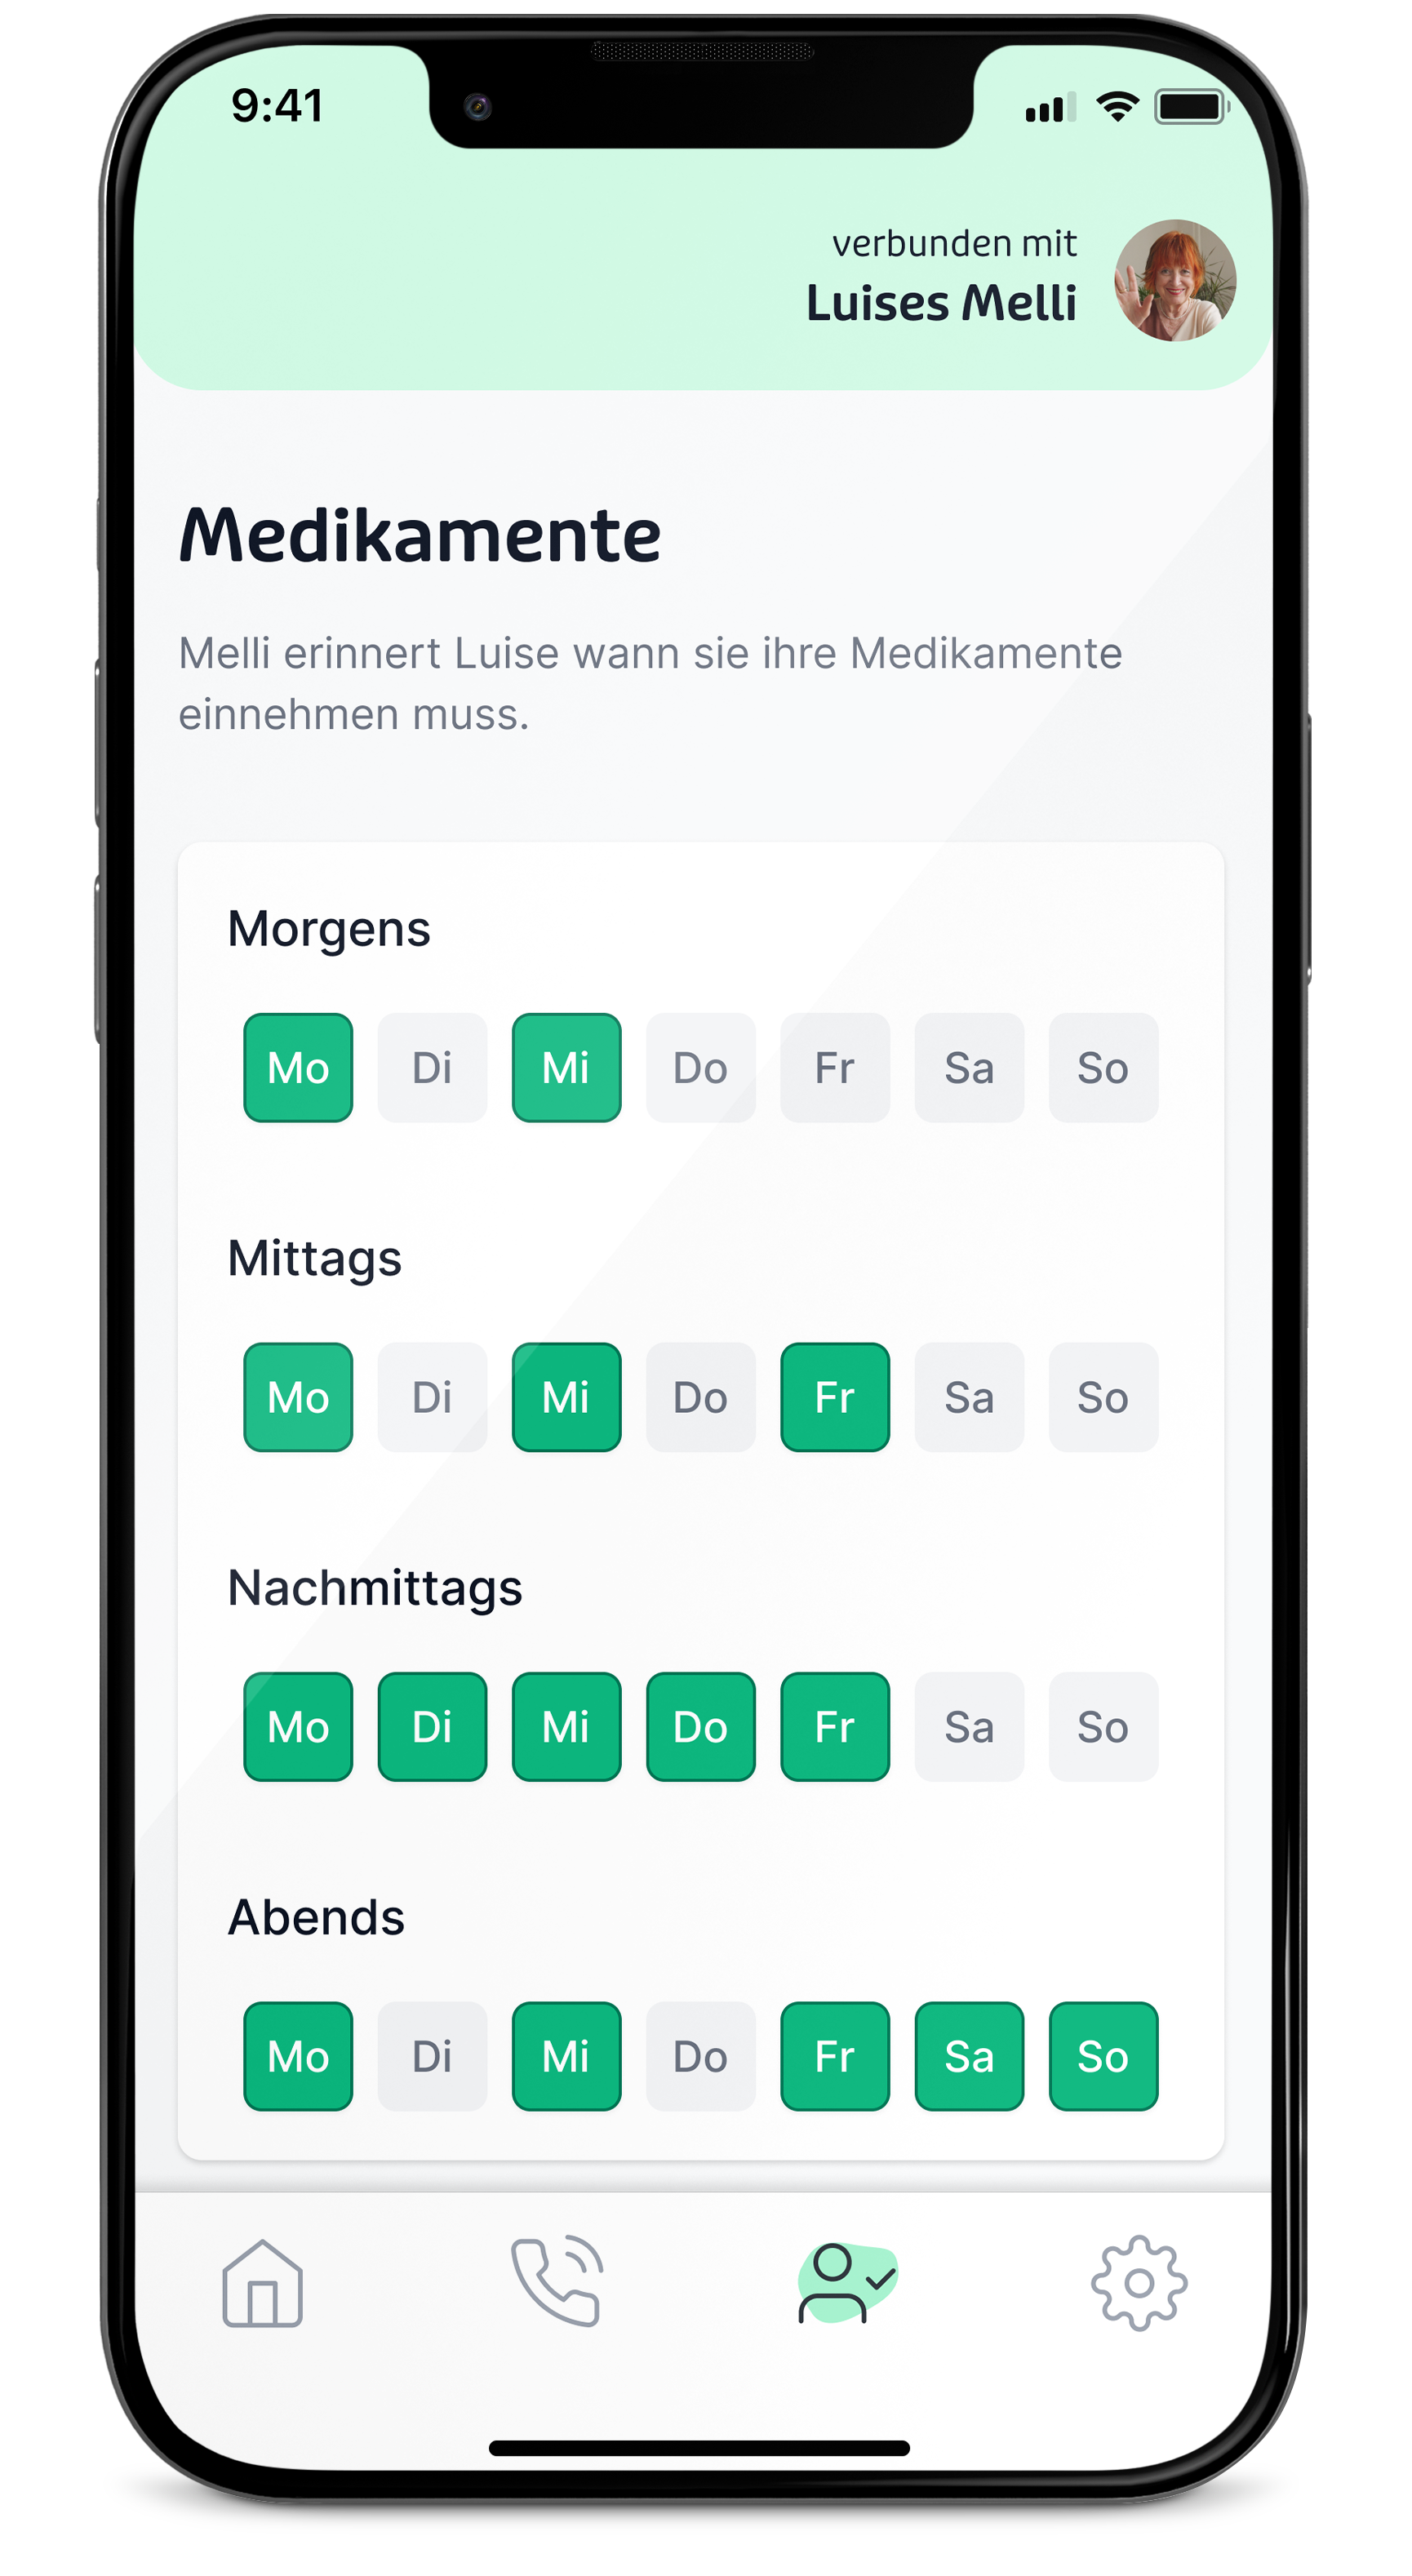 9:41
verbunden mit
Luises Melli
Medikamente
Melli erinnert Luise wann sie ihre Medikamente
einnehmen muss.
Morgens
Mo Di Mi Do Fr Sa So
Mittags
Mo Di Mi Do Fr Sa So
Nachmittags
Mo Di Mi Do Fr Sa So
Abends
Mo Di Mi Do Fr Sa So